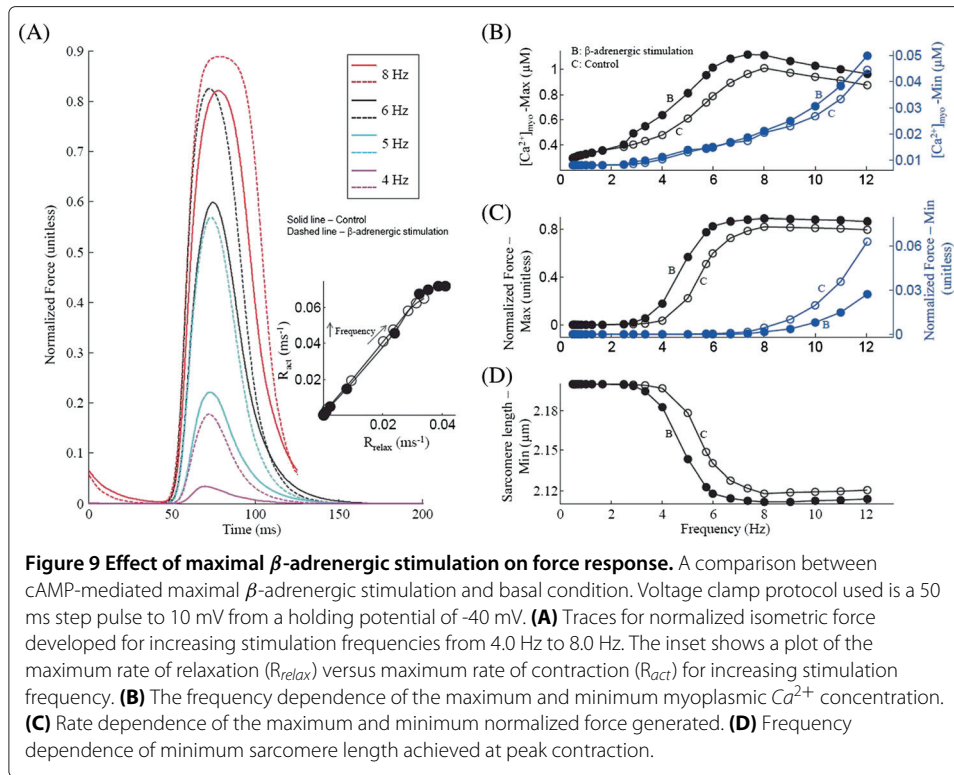 (A)
0.9
0.8
0.7
0.6
0.5
0.4
0.3
0.2
0.1
0
Normalized Force (unitless)
0 50 100 150 200
Time (ms)
8 Hz
6 Hz
5 Hz
4 Hz
Solid line – Control
Dashed line – β-adrenergic stimulation
R_act (ms⁻¹)
0.06
0.04
0.02
0.00
Frequency
0 0.02 0.04
R_relax (ms⁻¹)
(B)
B: β-adrenergic stimulation
C: Control
[Ca²⁺]myo -Max (μM)
1
0.8
0.6
0.4
B
C
B
C
0.05
0.04
0.03
0.02
0.01
[Ca²⁺]myo -Min (μM)
0 2 4 6 8 10 12
(C)
Normalized Force –
Max (unitless)
0.8
0.4
0
B
C
C
B
0.06
0.03
0
Normalized Force – Min
(unitless)
0 2 4 6 8 10 12
(D)
Sarcomere length –
Min (μm)
2.18
2.15
2.12
B
C
0 2 4 6 8 10 12
Frequency (Hz)
Figure 9 Effect of maximal β-adrenergic stimulation on force response. A comparison between
cAMP-mediated maximal β-adrenergic stimulation and basal condition. Voltage clamp protocol used is a 50
ms step pulse to 10 mV from a holding potential of -40 mV. (A) Traces for normalized isometric force
developed for increasing stimulation frequencies from 4.0 Hz to 8.0 Hz. The inset shows a plot of the
maximum rate of relaxation (Rrelax) versus maximum rate of contraction (Ract) for increasing stimulation
frequency. (B) The frequency dependence of the maximum and minimum myoplasmic Ca²⁺ concentration.
(C) Rate dependence of the maximum and minimum normalized force generated. (D) Frequency
dependence of minimum sarcomere length achieved at peak contraction.